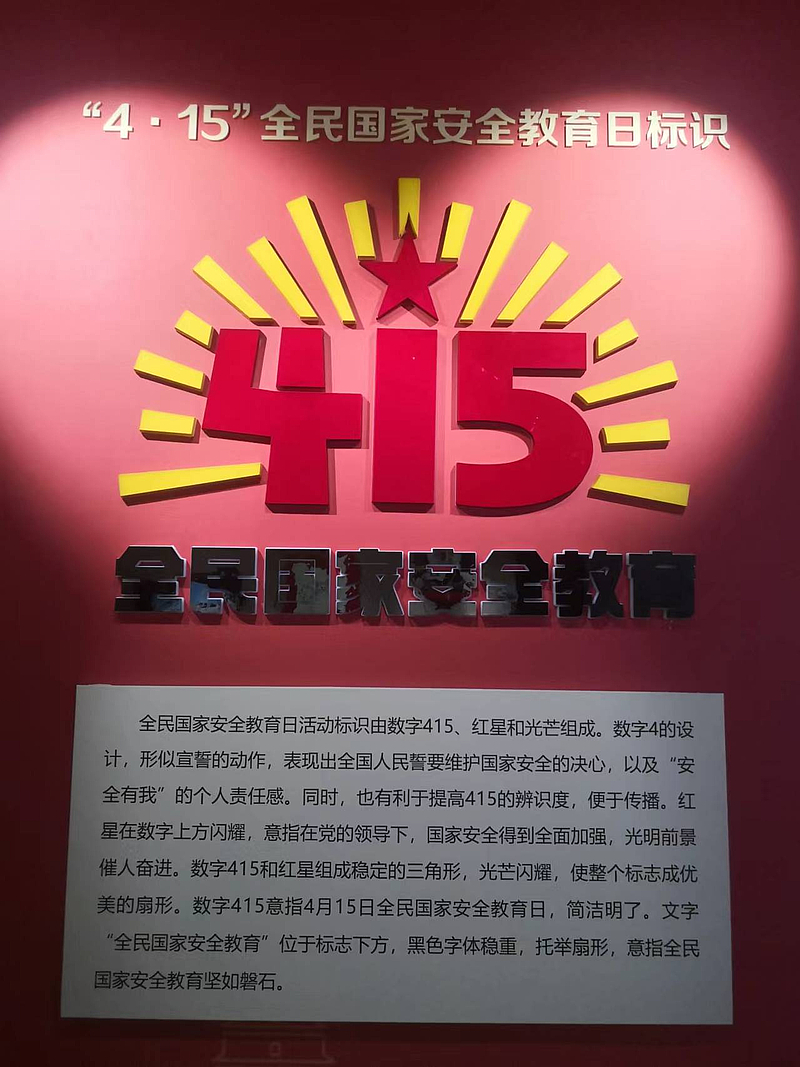 “4·15”全民国家安全教育日标识
415
全民国家安全教育
全民国家安全教育日活动标识由数字415、红星和光芒组成。数字4的设
计，形似宣誓的动作，表现出全国人民誓要维护国家安全的决心，以及“安
全有我”的个人责任感。同时，也有利于提高415的辨识度，便于传播。红
星在数字上方闪耀，意指在党的领导下，国家安全得到全面加强，光明前景
催人奋进。数字415和红星组成稳定的三角形，光芒闪耀，使整个标志成优
美的扇形。数字415意指4月15日全民国家安全教育日，简洁明了。文字
“全民国家安全教育”位于标志下方，黑色字体稳重，托举扇形，意指全民
国家安全教育坚如磐石。